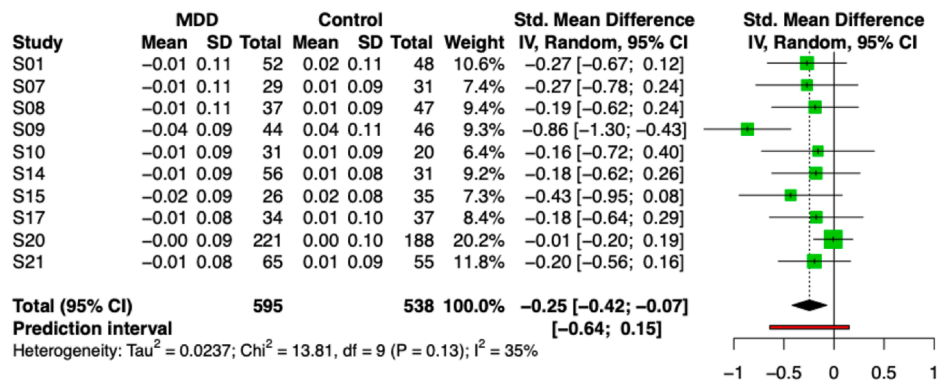 MDD Control Std. Mean Difference Std. Mean Difference
Study Mean SD Total Mean SD Total Weight IV, Random, 95% CI IV, Random, 95% CI
S01 −0.01 0.11 52 0.02 0.11 48 10.6% −0.27 [−0.67; 0.12]
S07 −0.01 0.11 29 0.01 0.09 31 7.4% −0.27 [−0.78; 0.24]
S08 −0.01 0.11 37 0.01 0.09 47 9.4% −0.19 [−0.62; 0.24]
S09 −0.04 0.09 44 0.04 0.11 46 9.3% −0.86 [−1.30; −0.43]
S10 −0.01 0.09 31 0.01 0.09 20 6.4% −0.16 [−0.72; 0.40]
S14 −0.01 0.09 56 0.01 0.08 31 9.2% −0.18 [−0.62; 0.26]
S15 −0.02 0.09 26 0.02 0.08 35 7.3% −0.43 [−0.95; 0.08]
S17 −0.01 0.08 34 0.01 0.10 37 8.4% −0.18 [−0.64; 0.29]
S20 −0.00 0.09 221 0.00 0.10 188 20.2% −0.01 [−0.20; 0.19]
S21 −0.01 0.08 65 0.01 0.09 55 11.8% −0.20 [−0.56; 0.16]
Total (95% CI) 595 538 100.0% −0.25 [−0.42; −0.07]
Prediction interval [−0.64; 0.15]
Heterogeneity: Tau² = 0.0237; Chi² = 13.81, df = 9 (P = 0.13); I² = 35%
−1 −0.5 0 0.5 1